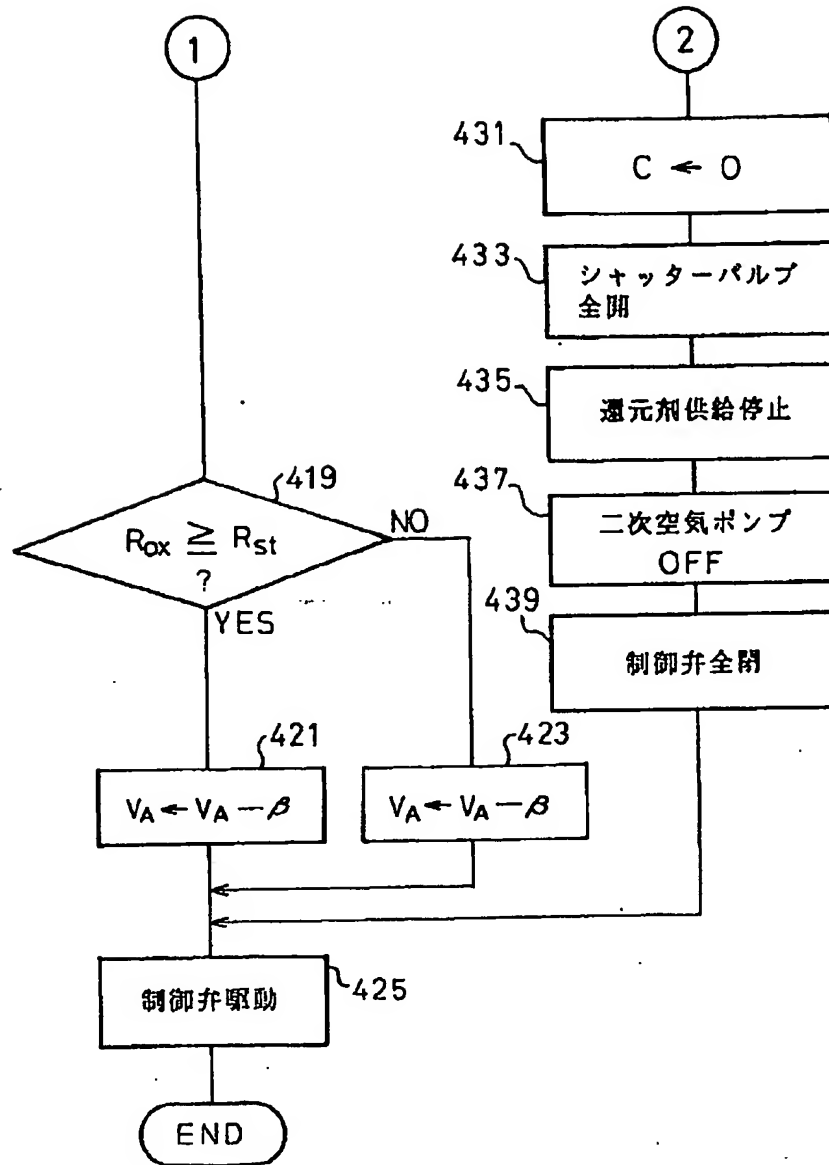 1
2
431
C ← 0
433
シャッターバルブ
全開
435
還元剤供給停止
437
二次空気ポンプ
OFF
439
制御弁全閉
419
Rox ≧ Rst
?
NO
YES
421
VA ← VA − β
423
VA ← VA − β
425
制御弁駆動
END